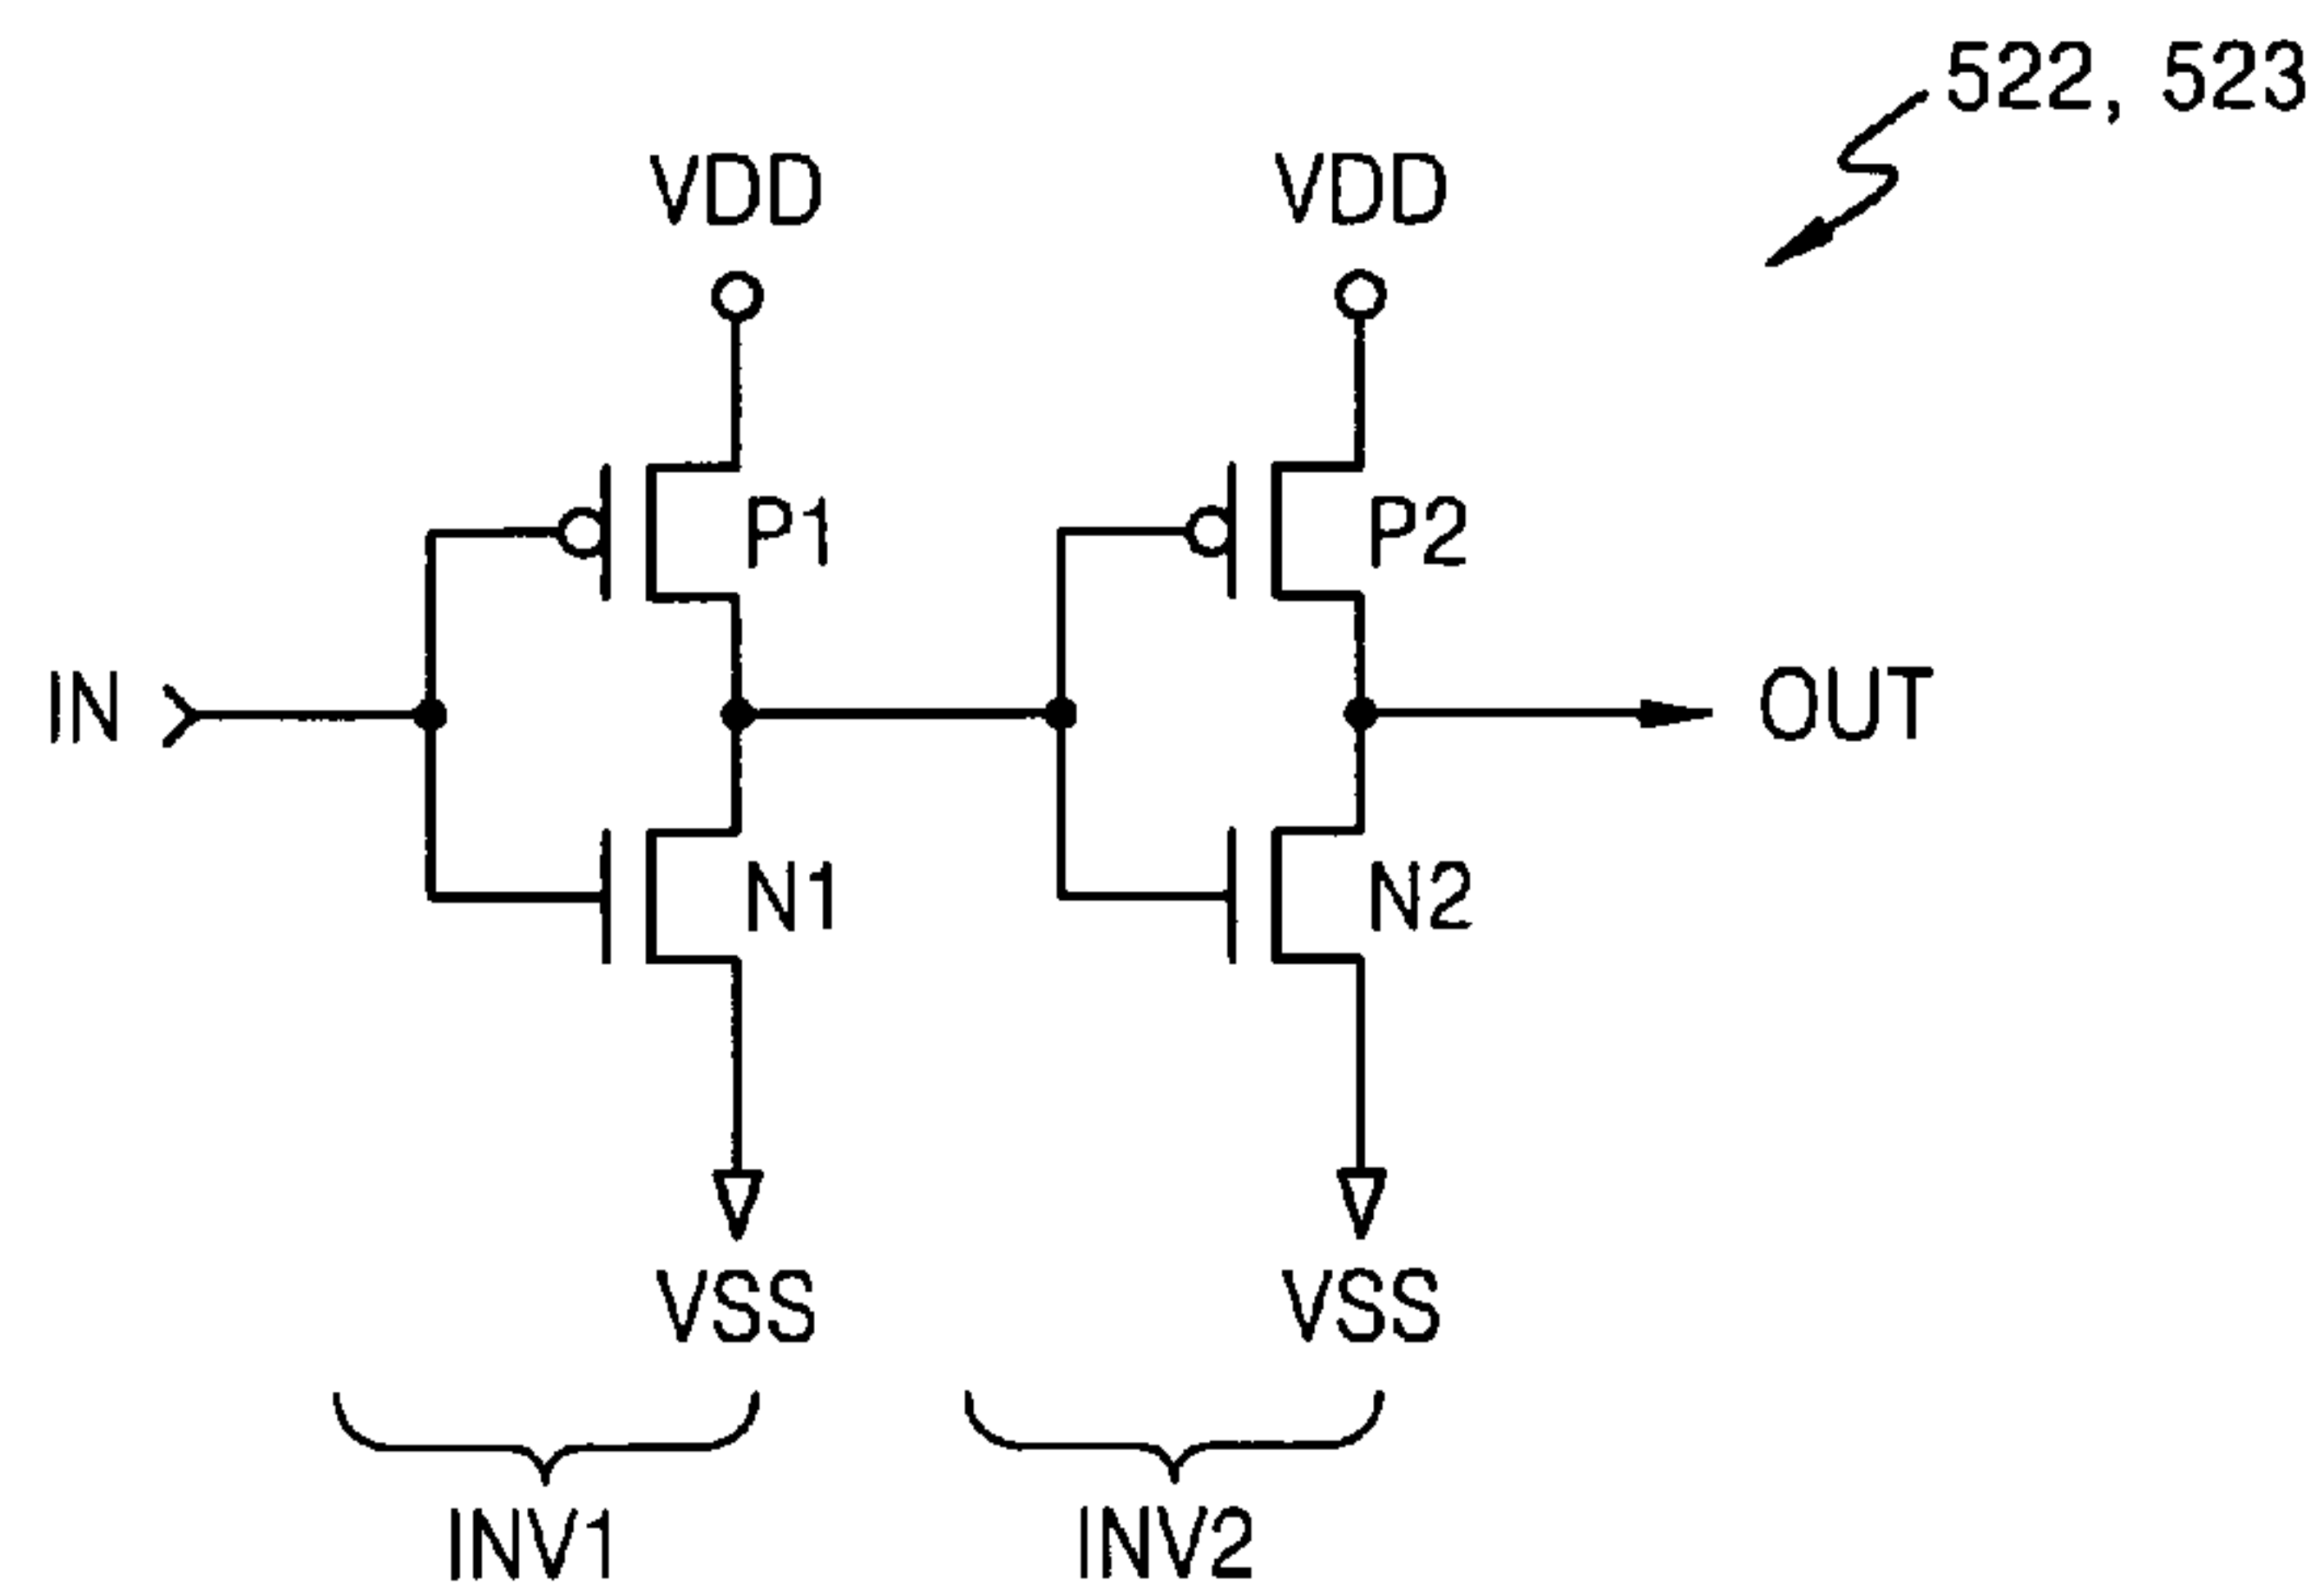 522, 523
VDD VDD
P1 P2
IN OUT
N1 N2
VSS VSS
INV1 INV2